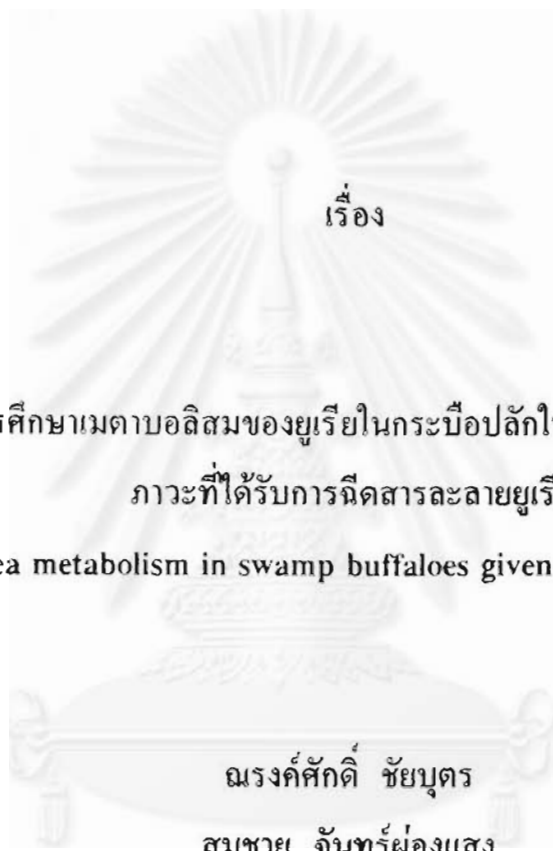 เรื่อง
ศึกษาเมตาบอลิสมของยูเรียในกระบือปลักใ
ภาวะที่ได้รับการฉีดสารละลายยูเรี
ea metabolism in swamp buffaloes given
ณรงค์ศักดิ์ ชัยบุตร
สมชาย จันทร์ผ่องแสง